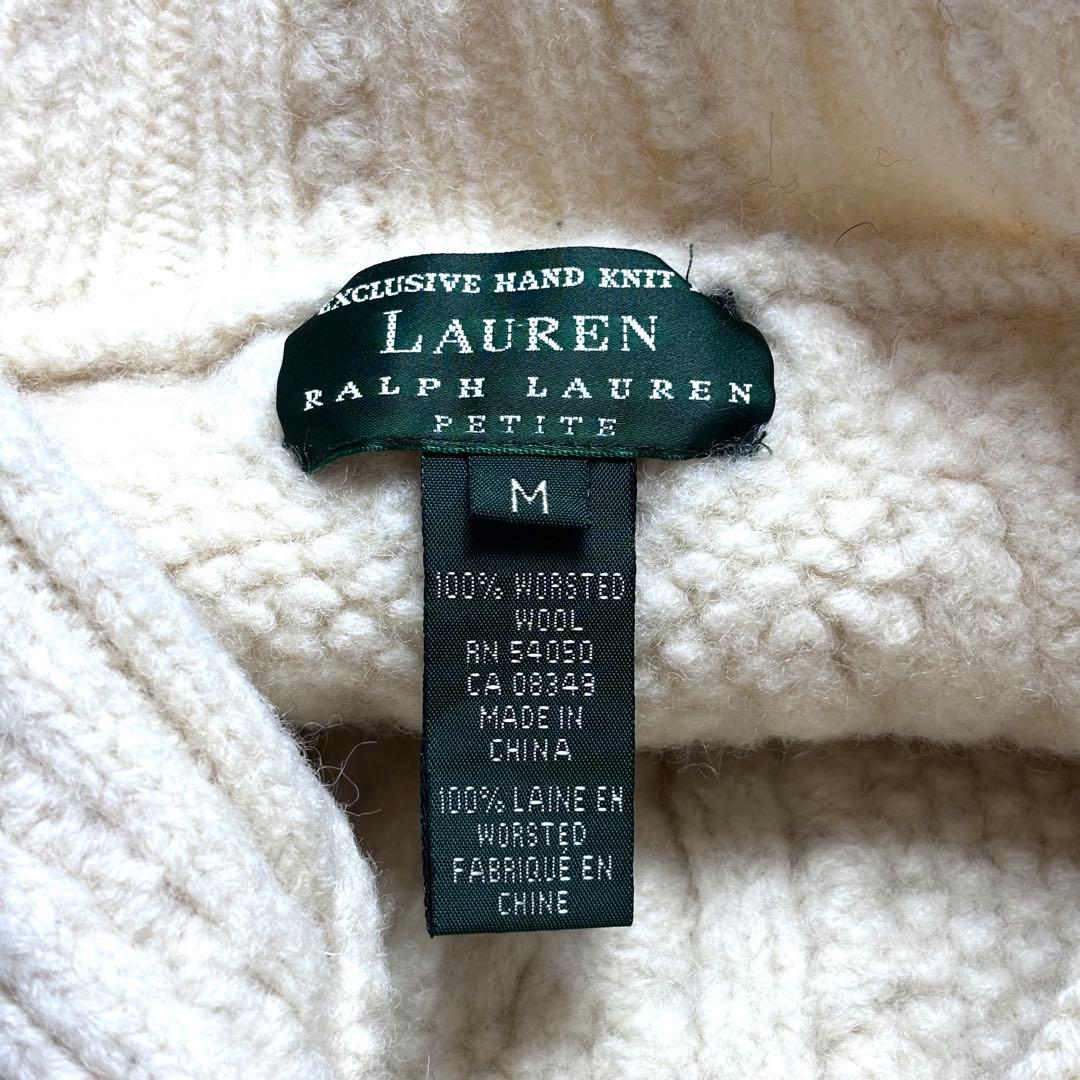 EXCLUSIVE HAND KNIT
LAUREN
RALPH LAUREN
PETITE
M
100% WORSTED
WOOL
RN 54050
CA 08349
MADE IN
CHINA
100% LAINE EN
WORSTED
FABRIQUE EN
CHINE